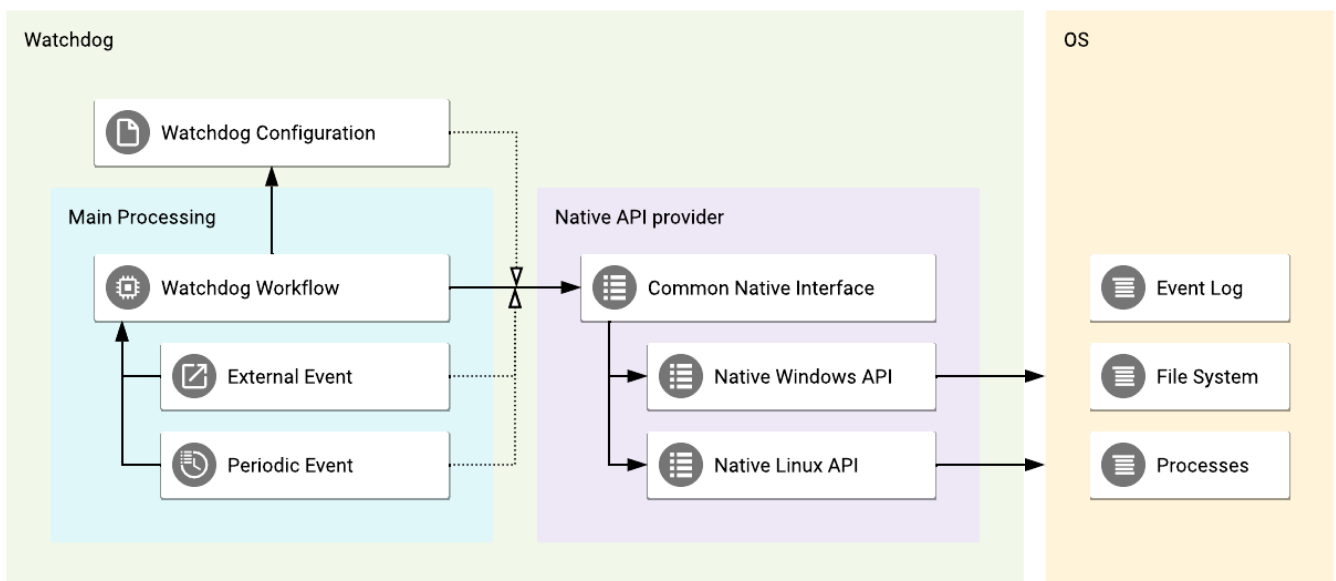 Watchdog
OS
Watchdog Configuration
Main Processing
Native API provider
Watchdog Workflow
Common Native Interface
Event Log
External Event
Native Windows API
File System
Periodic Event
Native Linux API
Processes